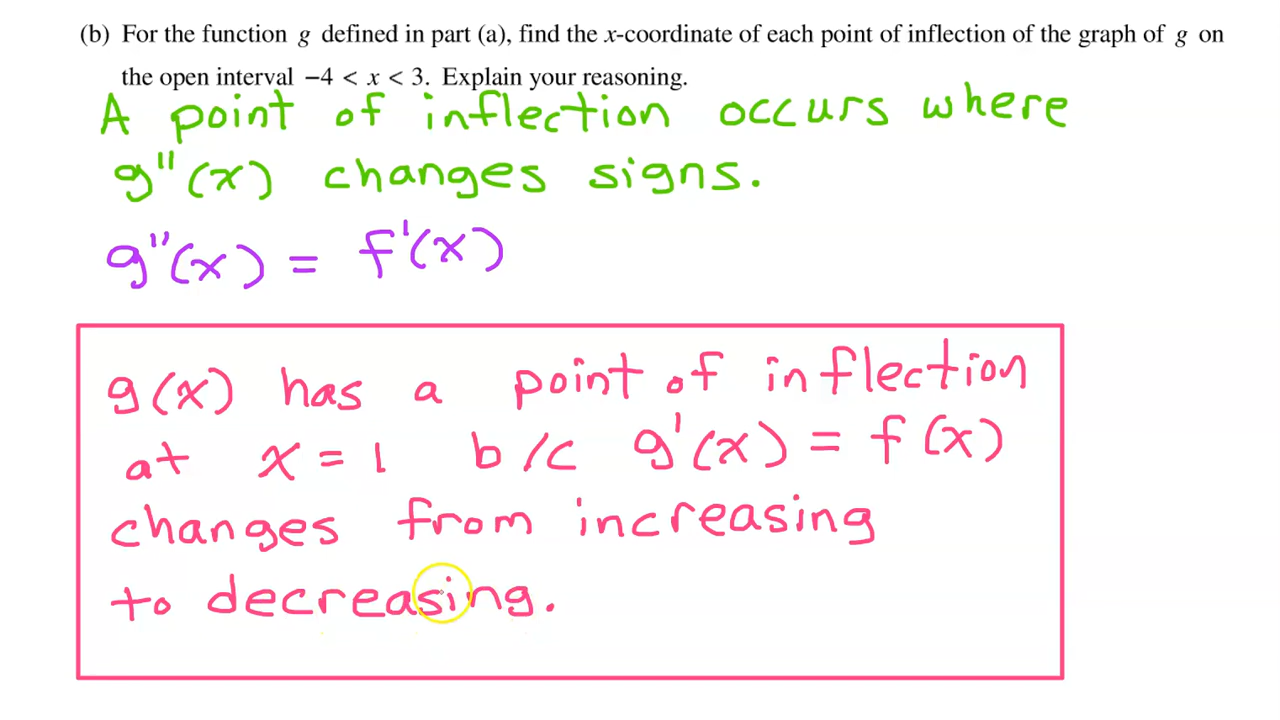 (b) For the function g defined in part (a), find the x-coordinate of each point of inflection of the graph of g on
the open interval −4 < x < 3. Explain your reasoning.
A point of inflection occurs where
g''(x) changes signs.
g''(x) = f'(x)
g(x) has a point of inflection
at x = 1 b/c g'(x) = f(x)
changes from increasing
to decreasing.